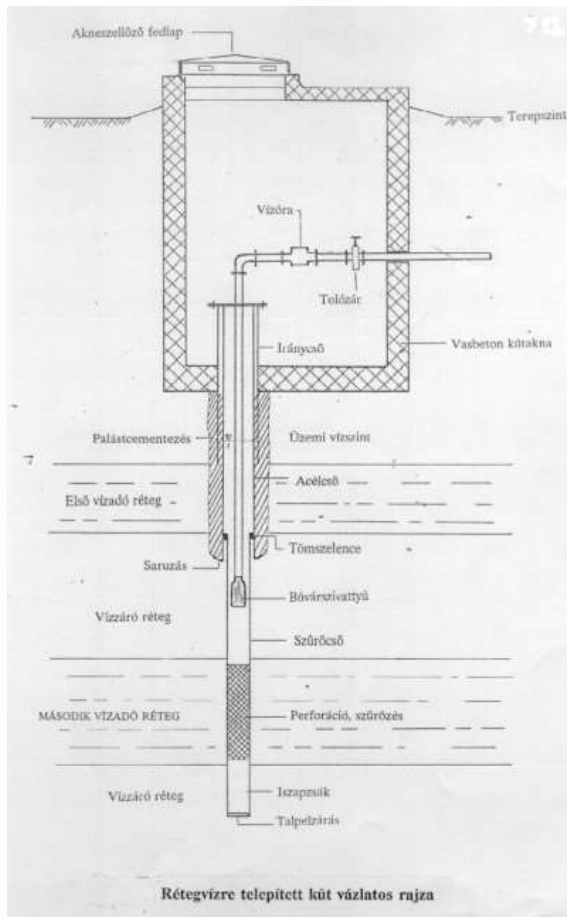 Akneszellőző fedlap
Terepszint
Vízóra
Tolózár
Iránycső
Vasbeton kútakna
Palástcementezés
Üzemi vízszint
Acélcső
Első vízadó réteg
Tömszelence
Saruzás
Búvárszivattyú
Vízzáró réteg
Szűrőcső
MÁSODIK VÍZADÓ RÉTEG
Perforáció, szűrőzés
Vízzáró réteg
Iszapzsák
Talpelzárás
Rétegvízre telepített kút vázlatos rajza